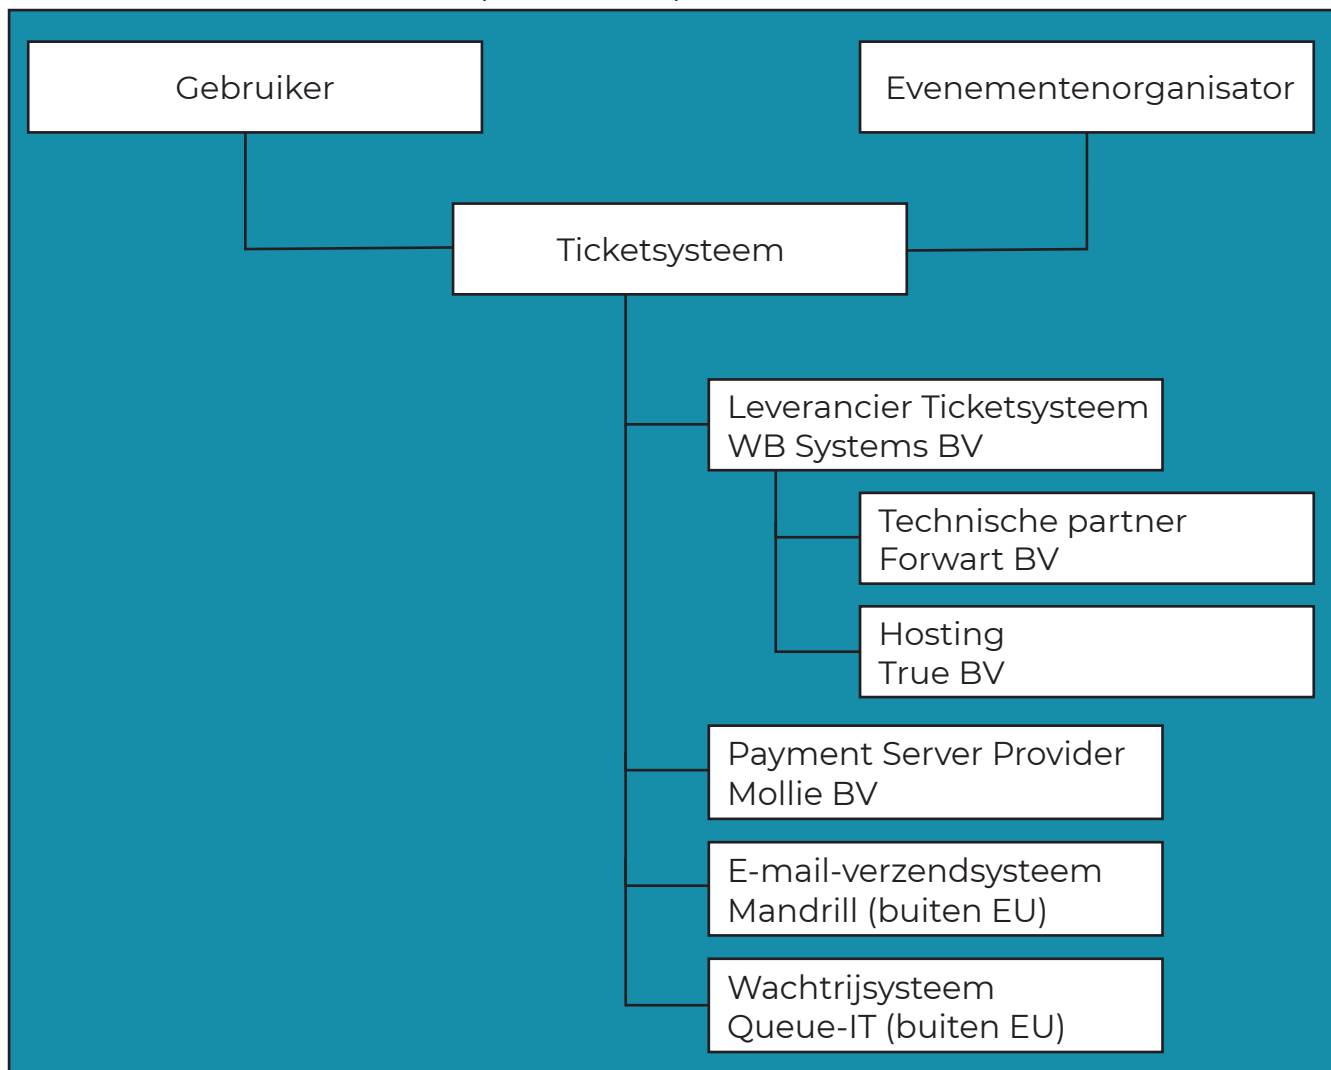 Gebruiker
Evenementenorganisator
Ticketsysteem
Leverancier Ticketsysteem
WB Systems BV
Technische partner
Forwart BV
Hosting
True BV
Payment Server Provider
Mollie BV
E-mail-verzendsysteem
Mandrill (buiten EU)
Wachtrijsysteem
Queue-IT (buiten EU)